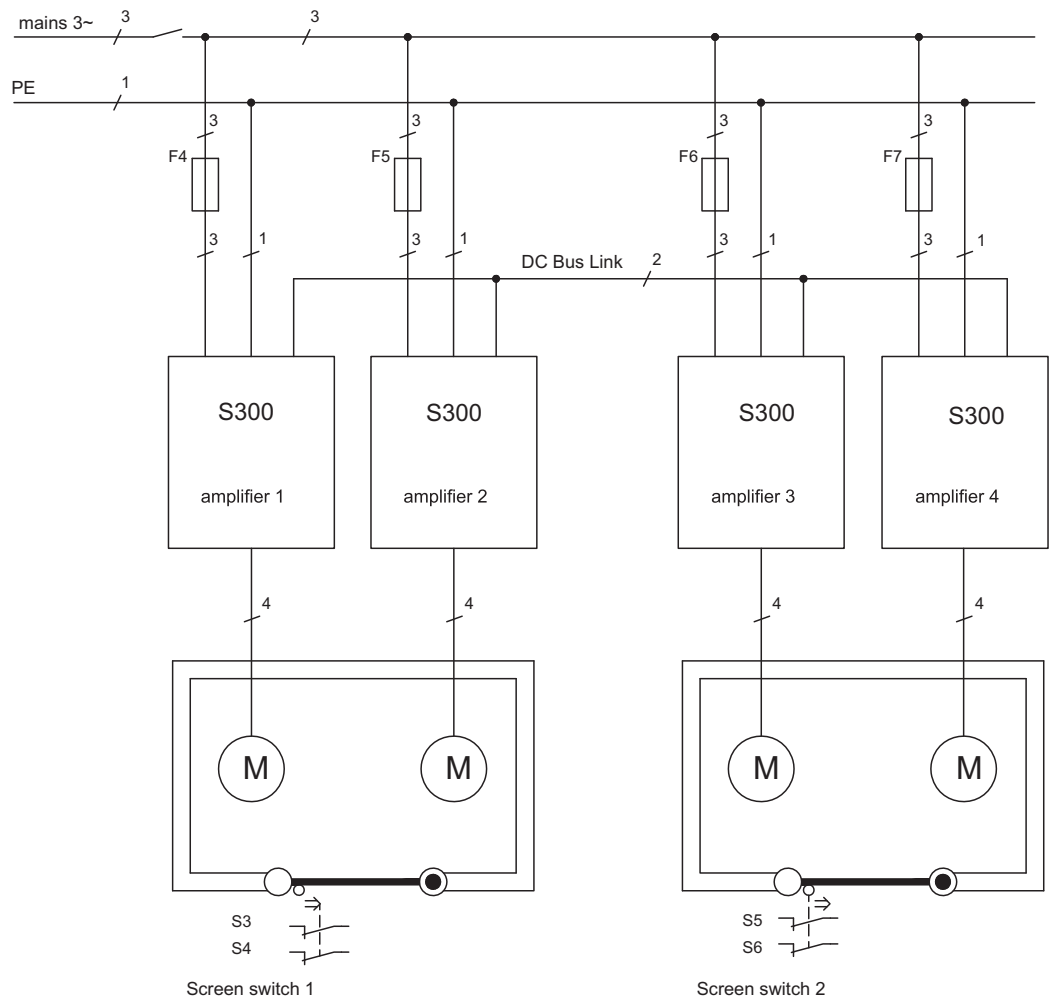 mains 3~
3
3
PE
1
3
3
3
3
F4
F5
F6
F7
3
1
3
1
3
1
3
1
DC Bus Link
2
S300
S300
S300
S300
amplifier 1
amplifier 2
amplifier 3
amplifier 4
4
4
4
4
M
M
M
M
S3
S4
S5
S6
Screen switch 1
Screen switch 2